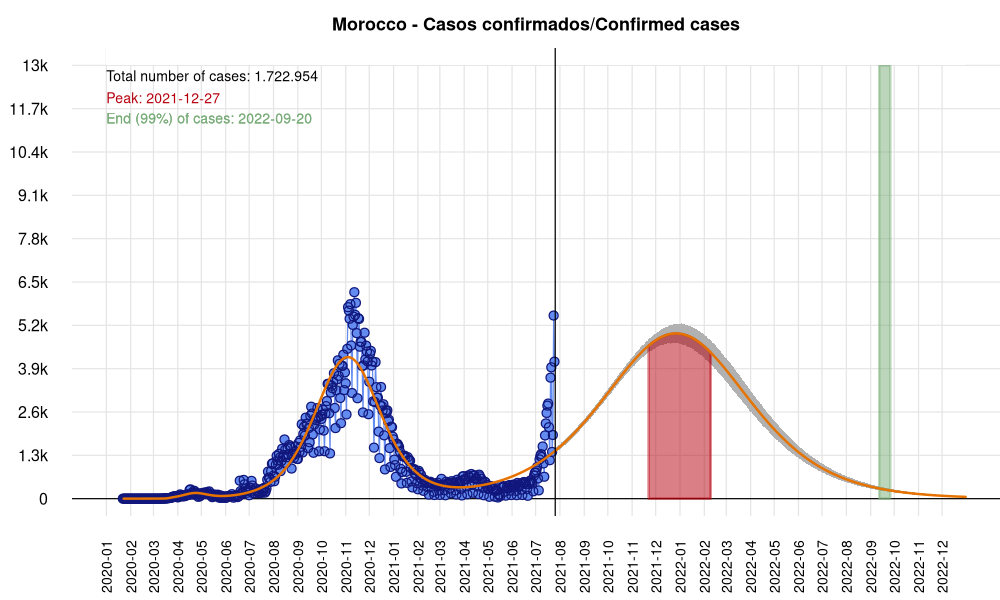 Morocco - Casos confirmados/Confirmed cases
Total number of cases: 1.722.954
Peak: 2021-12-27
End (99%) of cases: 2022-09-20
13k
11.7k
10.4k
9.1k
7.8k
6.5k
5.2k
3.9k
2.6k
1.3k
0
2020-01
2020-02
2020-03
2020-04
2020-05
2020-06
2020-07
2020-08
2020-09
2020-10
2020-11
2020-12
2021-01
2021-02
2021-03
2021-04
2021-05
2021-06
2021-07
2021-08
2021-09
2021-10
2021-11
2021-12
2022-01
2022-02
2022-03
2022-04
2022-05
2022-06
2022-07
2022-08
2022-09
2022-10
2022-11
2022-12